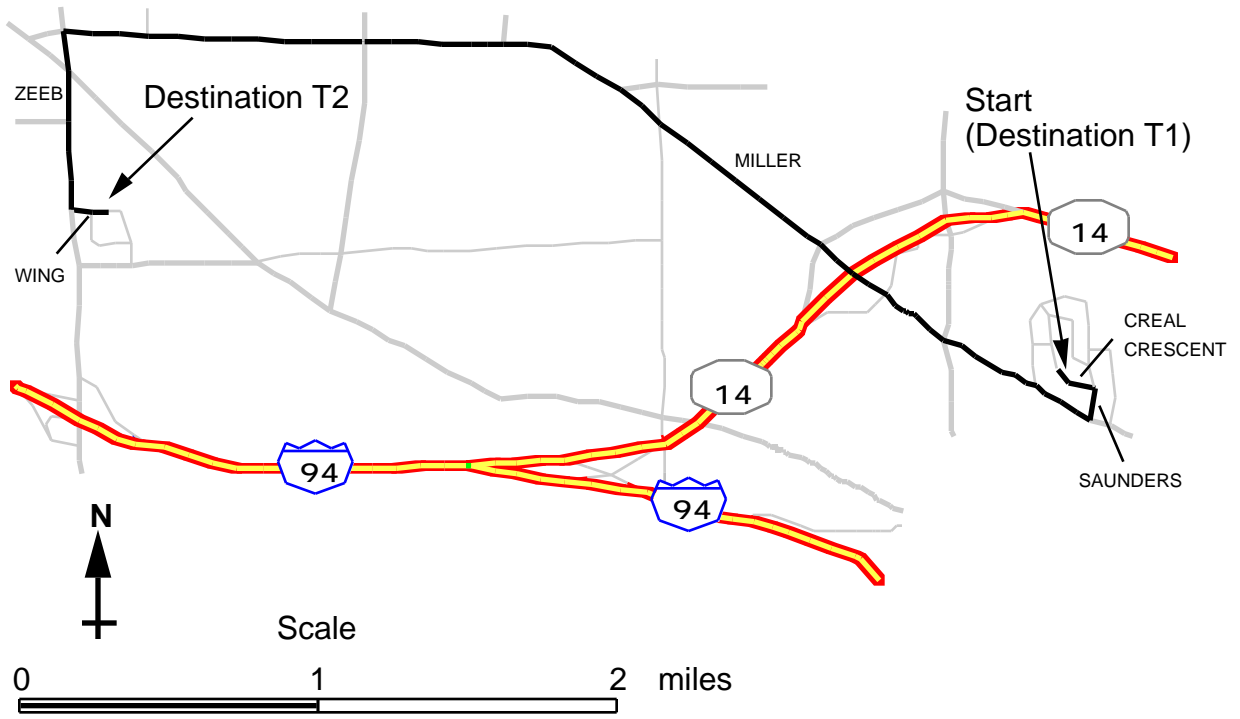 ZEEB
Destination T2
Start
(Destination T1)
MILLER
14
WING
CREAL
CRESCENT
14
94
94
SAUNDERS
N
Scale
0 1 2 miles